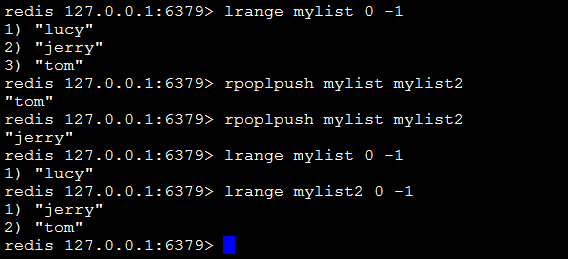 redis 127.0.0.1:6379> lrange mylist 0 -1
1) "lucy"
2) "jerry"
3) "tom"
redis 127.0.0.1:6379> rpoplpush mylist mylist2
"tom"
redis 127.0.0.1:6379> rpoplpush mylist mylist2
"jerry"
redis 127.0.0.1:6379> lrange mylist 0 -1
1) "lucy"
redis 127.0.0.1:6379> lrange mylist2 0 -1
1) "jerry"
2) "tom"
redis 127.0.0.1:6379>